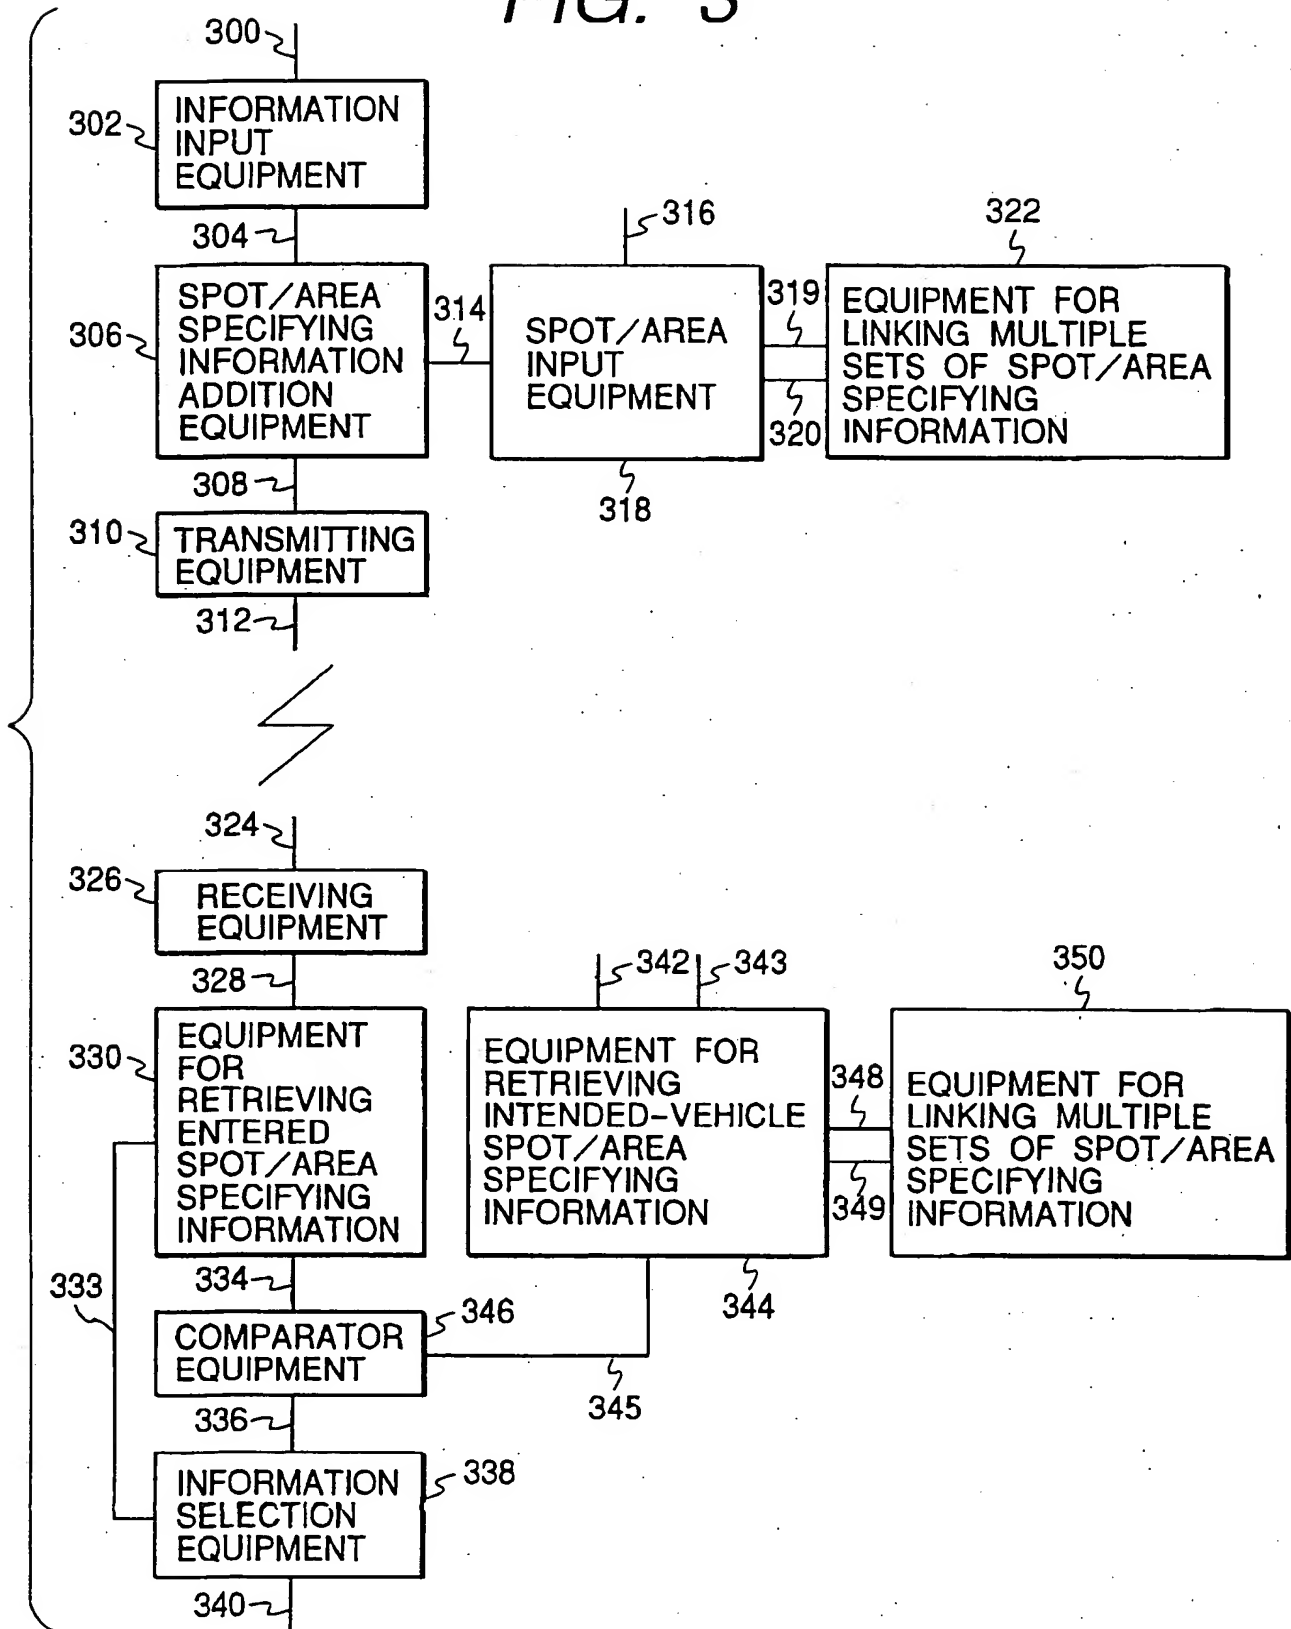 FIG. 3
300
302
INFORMATION
INPUT
EQUIPMENT
304
316
322
306
SPOT/AREA
SPECIFYING
INFORMATION
ADDITION
EQUIPMENT
314
SPOT/AREA
INPUT
EQUIPMENT
319
320
EQUIPMENT FOR
LINKING MULTIPLE
SETS OF SPOT/AREA
SPECIFYING
INFORMATION
308
318
310
TRANSMITTING
EQUIPMENT
312
324
326
RECEIVING
EQUIPMENT
328
342
343
350
330
EQUIPMENT
FOR
RETRIEVING
ENTERED
SPOT/AREA
SPECIFYING
INFORMATION
EQUIPMENT FOR
RETRIEVING
INTENDED-VEHICLE
SPOT/AREA
SPECIFYING
INFORMATION
348
349
EQUIPMENT FOR
LINKING MULTIPLE
SETS OF SPOT/AREA
SPECIFYING
INFORMATION
333
334
344
346
COMPARATOR
EQUIPMENT
345
336
338
INFORMATION
SELECTION
EQUIPMENT
340